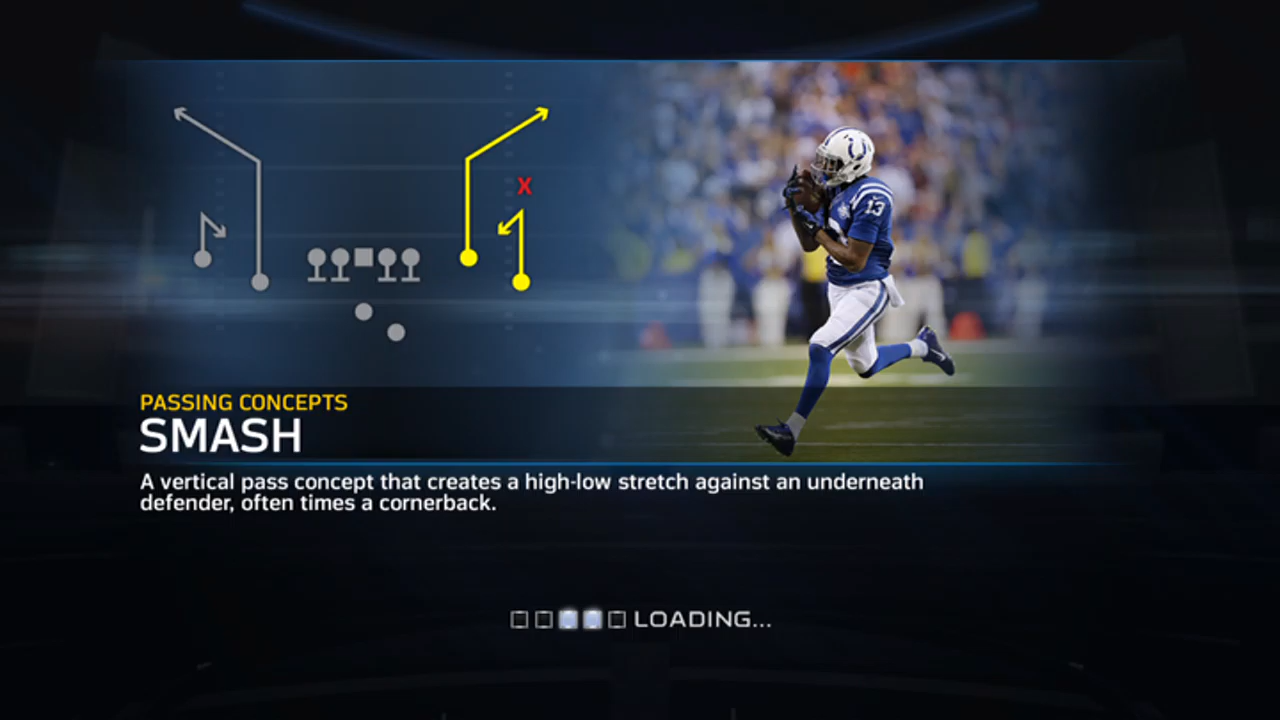 X
13
PASSING CONCEPTS
SMASH
A vertical pass concept that creates a high-low stretch against an underneath
defender, often times a cornerback.
LOADING...